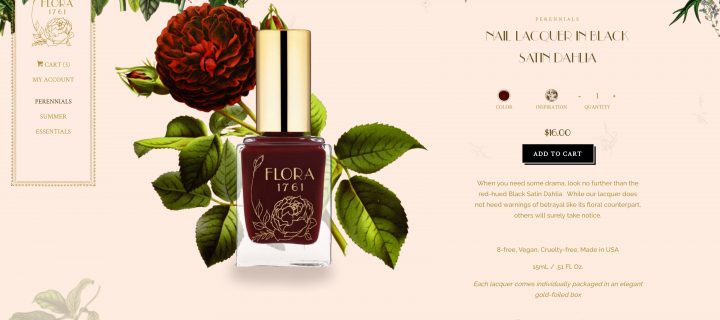 FLORA
1761
CART (3)
MY ACCOUNT
PERENNIALS
SUMMER
ESSENTIALS
FLORA
1761
PERENNIALS
NAIL LACQUER IN BLACK
SATIN DAHLIA
- 1 +
COLOR INSPIRATION QUANTITY
$16.00
ADD TO CART
When you need some drama, look no further than the
red-hued Black Satin Dahlia. While our lacquer does
not heed warnings of betrayal like its floral counterpart,
others will surely take notice.
8-free, Vegan, Cruelty-free, Made in USA
15mL / .51 Fl. Oz.
Each lacquer comes individually packaged in an elegant
gold-foiled box